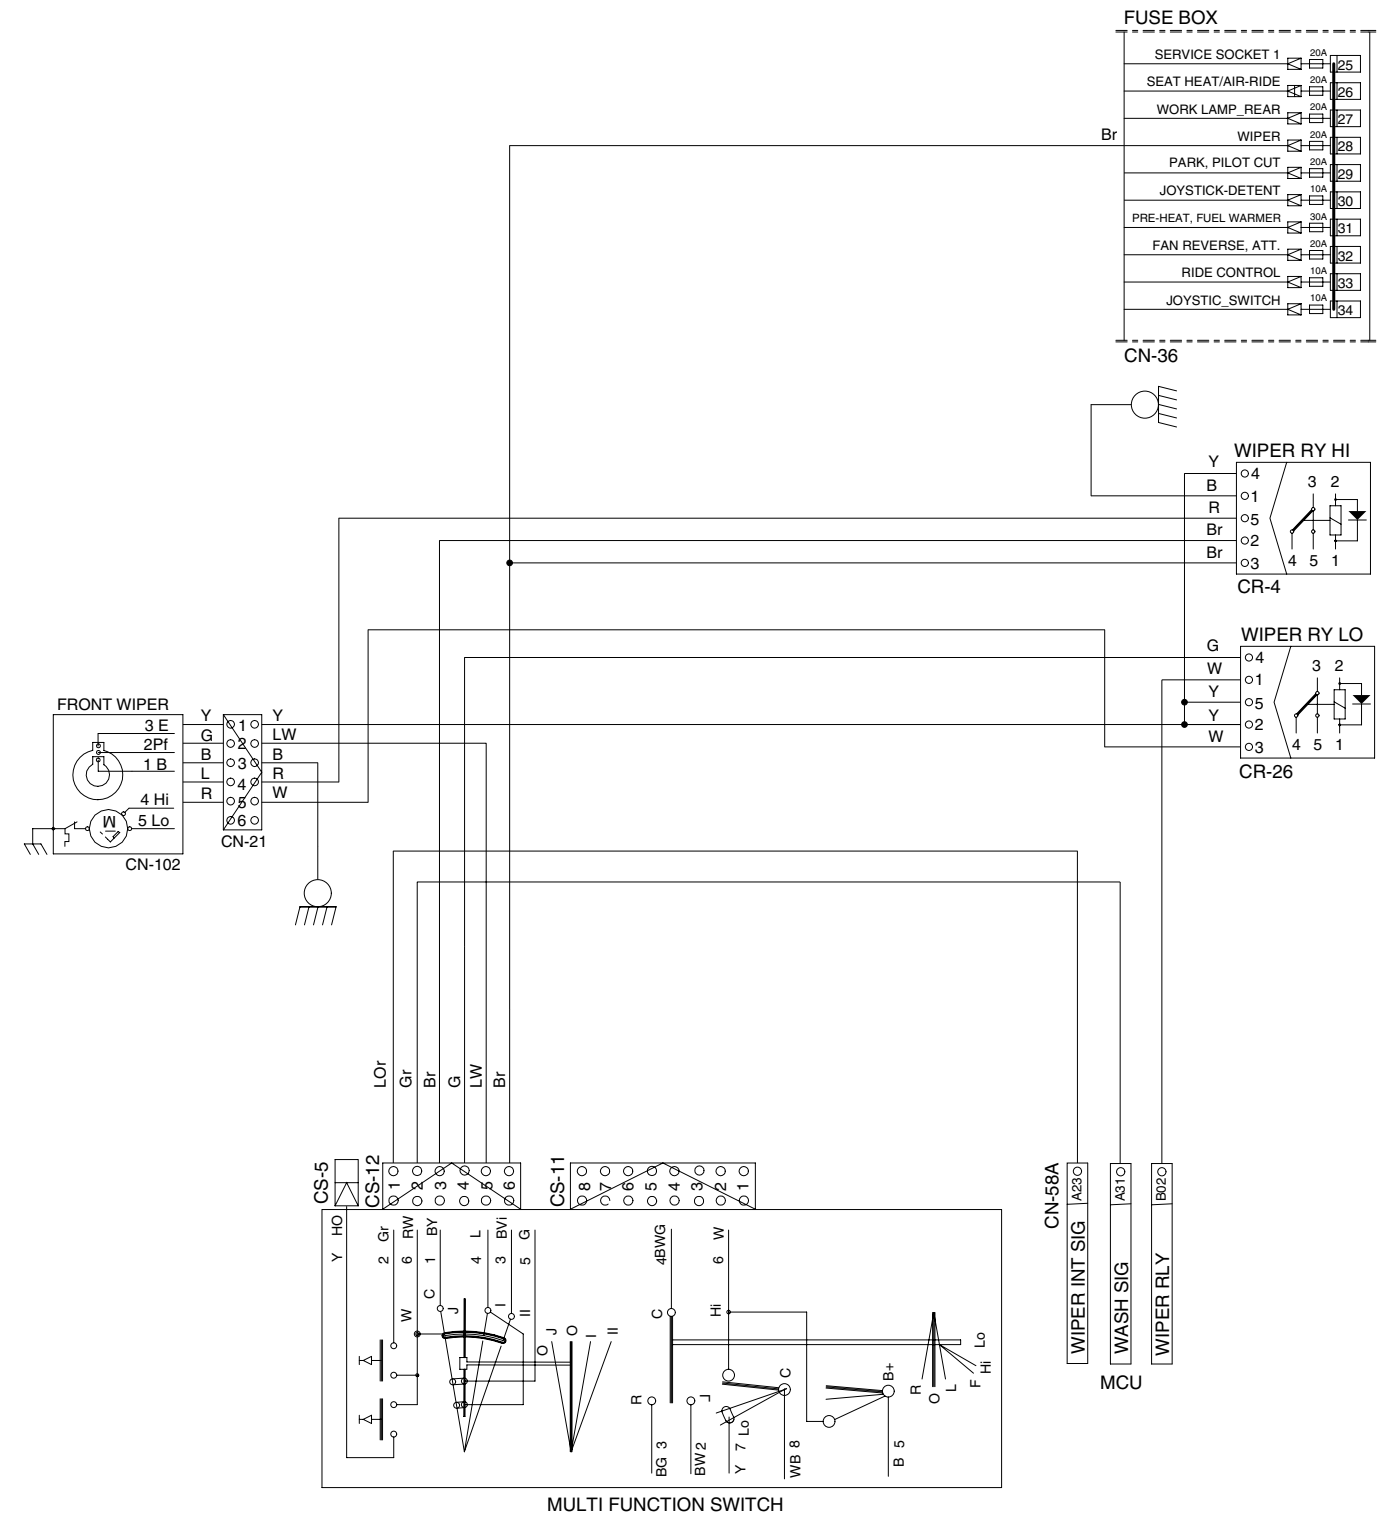 FUSE BOX
SERVICE SOCKET 1 20A 25
SEAT HEAT/AIR-RIDE 20A 26
WORK LAMP_REAR 20A 27
Br WIPER 20A 28
PARK, PILOT CUT 20A 29
JOYSTICK-DETENT 10A 30
PRE-HEAT, FUEL WARMER 30A 31
FAN REVERSE, ATT. 20A 32
RIDE CONTROL 10A 33
JOYSTIC_SWITCH 10A 34
CN-36
WIPER RY HI
Y 4
B 1
R 5
Br 2
Br 3
3 2
4 5 1
CR-4
WIPER RY LO
G 4
W 1
Y 5
Y 2
W 3
3 2
4 5 1
CR-26
FRONT WIPER
3 E
2Pf
1 B
4 Hi
5 Lo
M
CN-102
Y 1 Y
G 2 LW
B 3 B
L 4 R
R 5 W
6
CN-21
LOr
Gr
Br
G
LW
Br
CS-5
CS-12
1 2 3 4 5 6
CS-11
8 7 6 5 4 3 2 1
Y HO
2 Gr
6 RW
1 BY
4 L
3 BVi
5 G
W
C
J
I
II
O
J O I II
4BWG
6 W
C
Hi
R
J
BG 3
BW 2
Y 7
Lo
C
WB 8
B+
B 5
R
O
L
F
Hi
Lo
MULTI FUNCTION SWITCH
CN-58A
WIPER INT SIG A23
WASH SIG A31
WIPER RLY B02
MCU